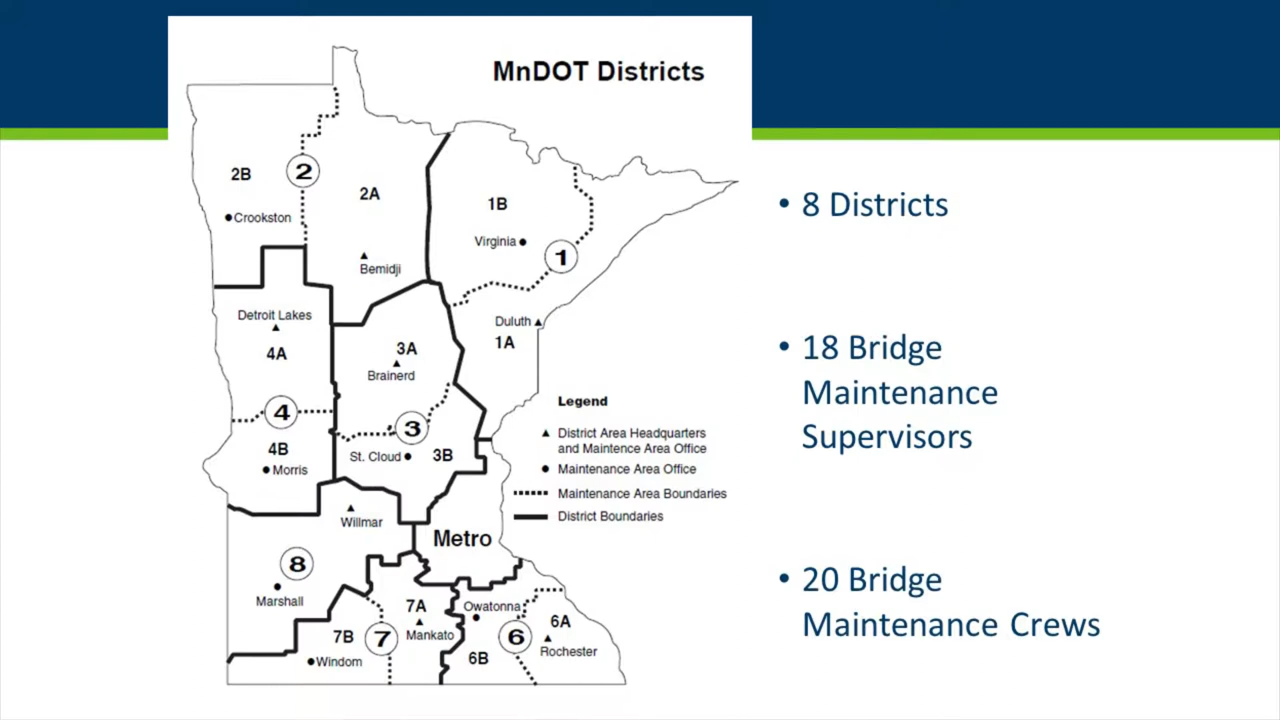 MnDOT Districts
2B
2
2A
Crookston
Bemidji
1B
Virginia
1
Duluth
1A
Detroit Lakes
4A
3A
Brainerd
4
3
4B
Morris
St. Cloud
3B
Legend
District Area Headquarters
and Maintence Area Office
Maintenance Area Office
Maintenance Area Boundaries
District Boundaries
Willmar
Metro
8
Marshall
7A
Mankato
7B
7
Windom
Owatonna
6A
6
Rochester
6B
• 8 Districts
• 18 Bridge
Maintenance
Supervisors
• 20 Bridge
Maintenance Crews